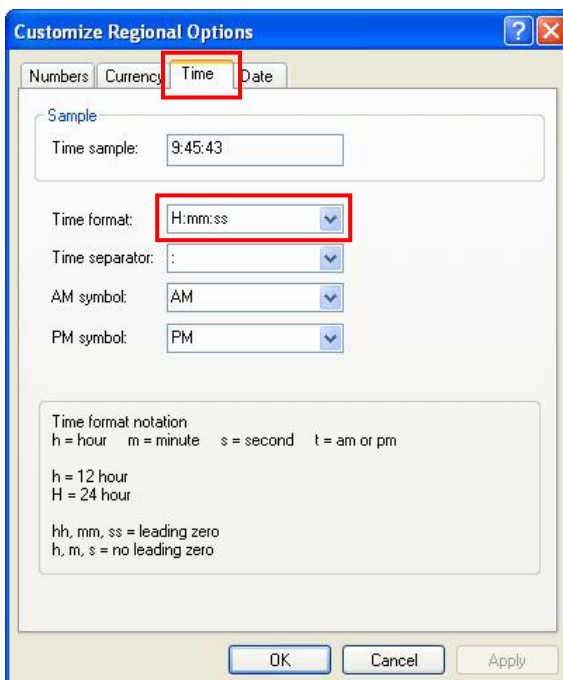 Customize Regional Options
Numbers Currency Time Date
Sample
Time sample: 9:45:43
Time format: H:mm:ss
Time separator: :
AM symbol: AM
PM symbol: PM
Time format notation
h = hour m = minute s = second t = am or pm
h = 12 hour
H = 24 hour
hh, mm, ss = leading zero
h, m, s = no leading zero
OK Cancel Apply